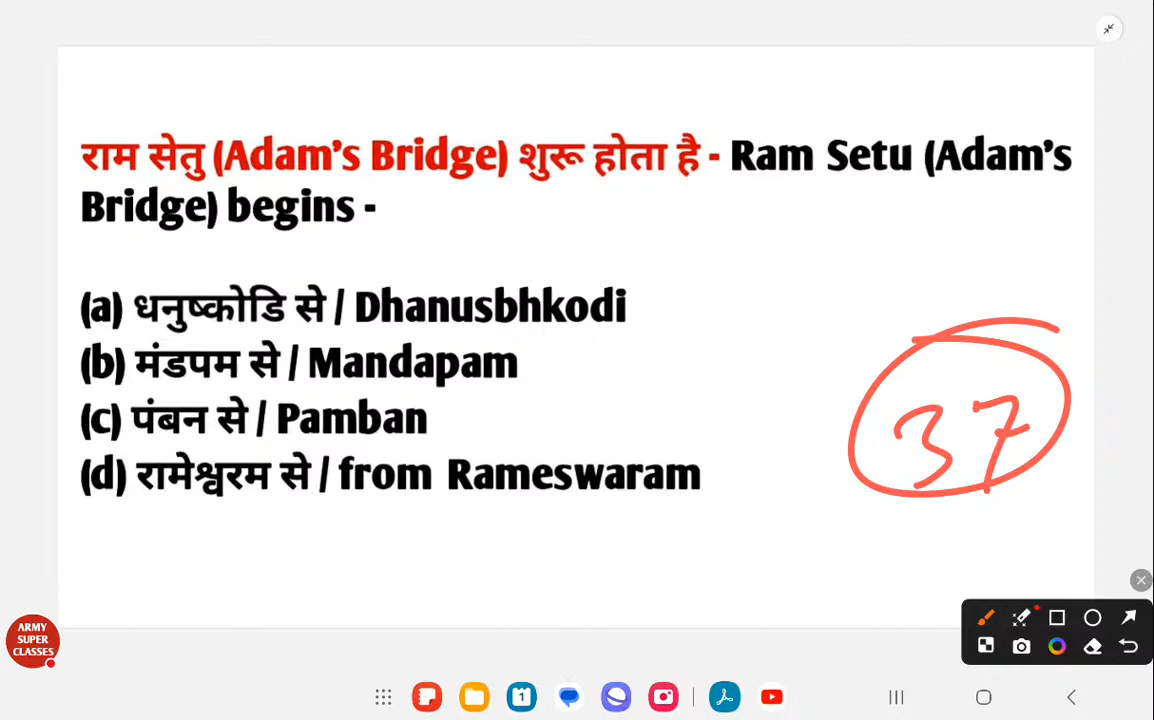 राम सेतु (Adam's Bridge) शुरू होता है - Ram Setu (Adam's
Bridge) begins -
(a) धनुष्कोडि से / Dhanusbhkodi
(b) मंडपम से / Mandapam
(c) पंबन से / Pamban
(d) रामेश्वरम से / from Rameswaram
37
ARMY
SUPER
CLASSES
1